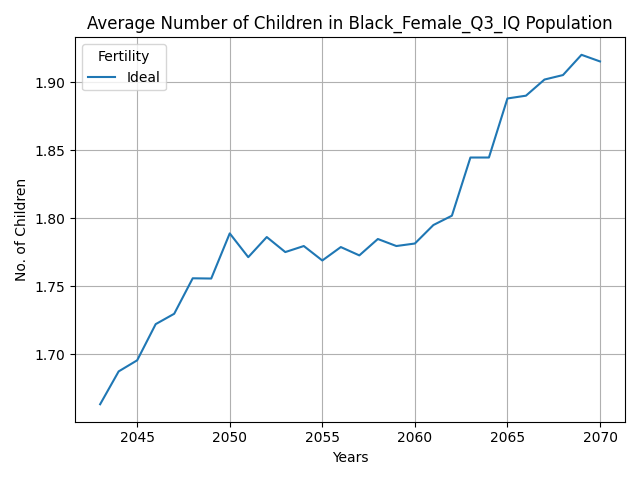 Average Number of Children in Black_Female_Q3_IQ Population
Fertility
Ideal
No. of Children
1.90
1.85
1.80
1.75
1.70
2045 2050 2055 2060 2065 2070
Years